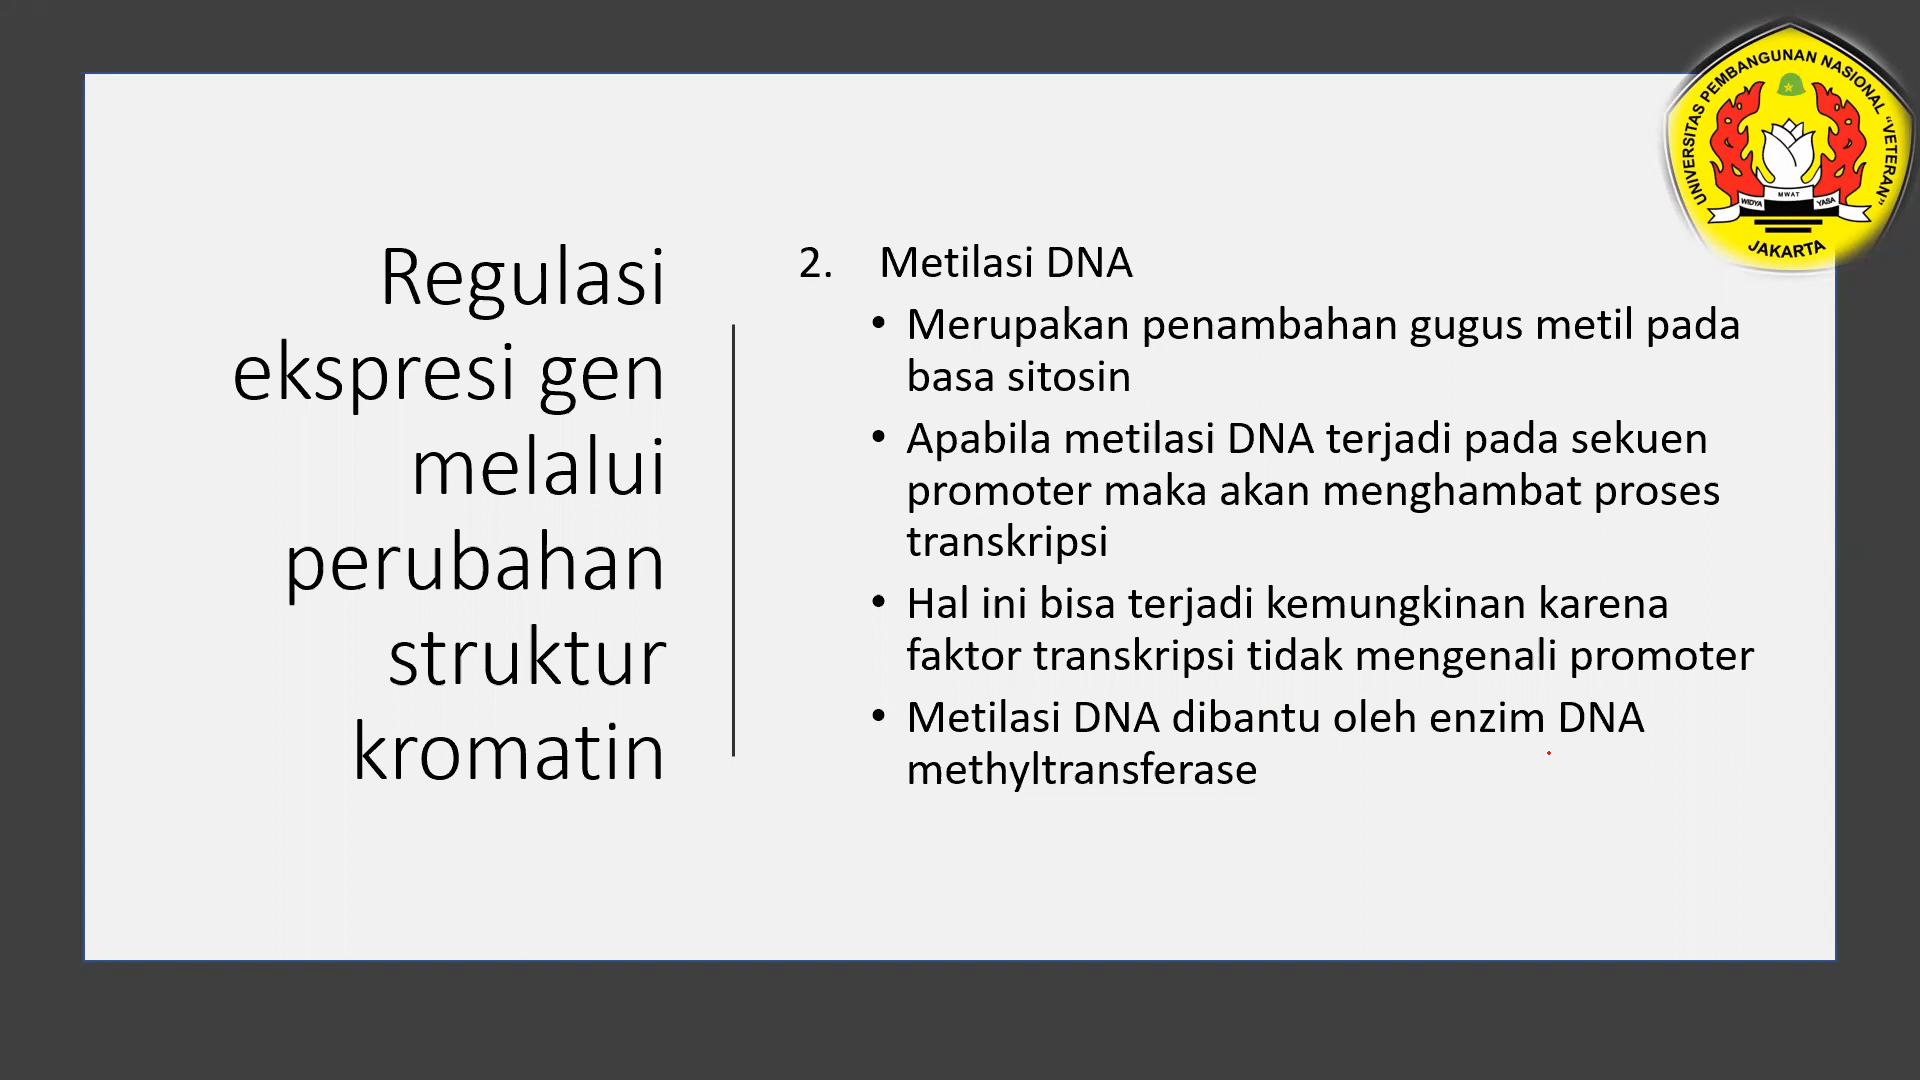 UNIVERSITAS PEMBANGUNAN NASIONAL "VETERAN"
MWAT
WIDYA YASA
JAKARTA
Regulasi
ekspresi gen
melalui
perubahan
struktur
kromatin
2. Metilasi DNA
• Merupakan penambahan gugus metil pada
basa sitosin
• Apabila metilasi DNA terjadi pada sekuen
promoter maka akan menghambat proses
transkripsi
• Hal ini bisa terjadi kemungkinan karena
faktor transkripsi tidak mengenali promoter
• Metilasi DNA dibantu oleh enzim DNA
methyltransferase